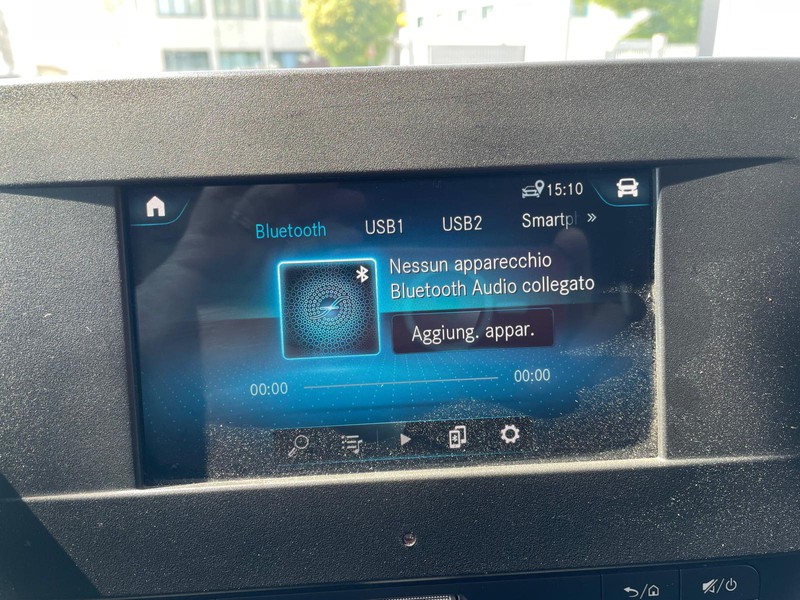 15:10
Bluetooth USB1 USB2 Smartpl
Nessun apparecchio
Bluetooth Audio collegato
Aggiung. appar.
00:00 00:00